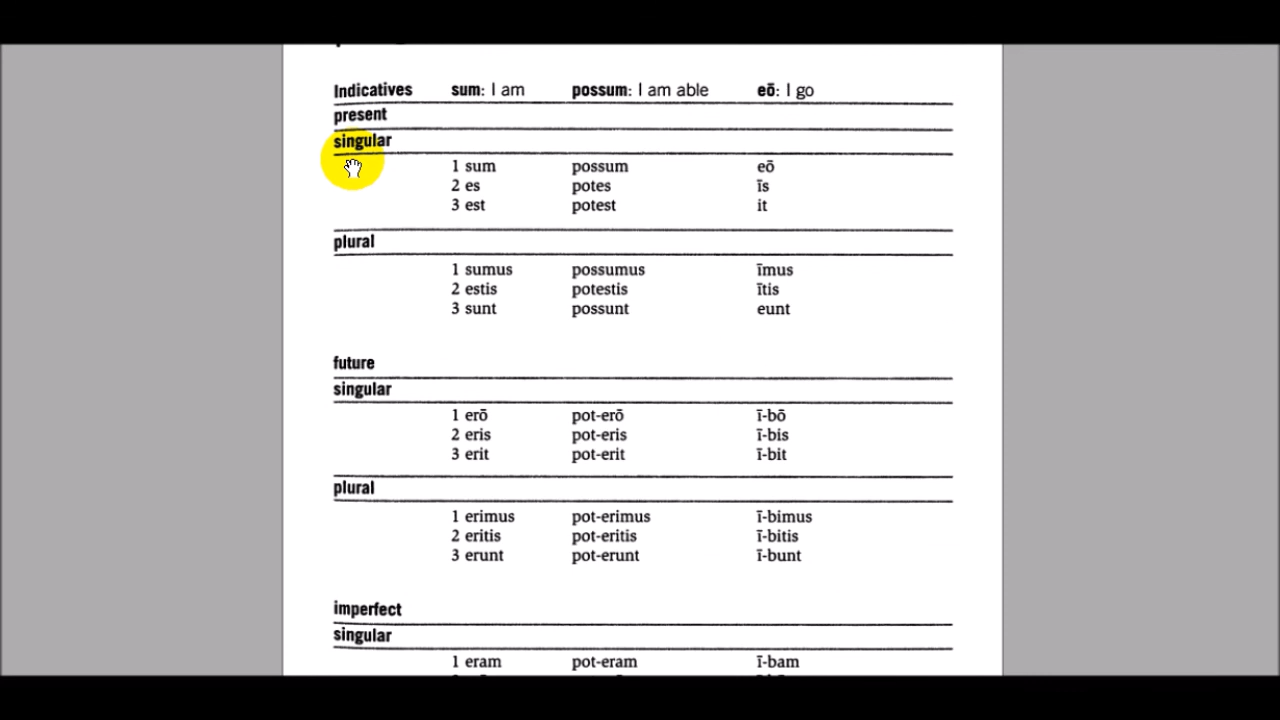 Indicatives sum: I am possum: I am able eō: I go
present
singular
1 sum possum eō
2 es potes īs
3 est potest it
plural
1 sumus possumus īmus
2 estis potestis ītis
3 sunt possunt eunt
future
singular
1 erō pot-erō ī-bō
2 eris pot-eris ī-bis
3 erit pot-erit ī-bit
plural
1 erimus pot-erimus ī-bimus
2 eritis pot-eritis ī-bitis
3 erunt pot-erunt ī-bunt
imperfect
singular
1 eram pot-eram ī-bam